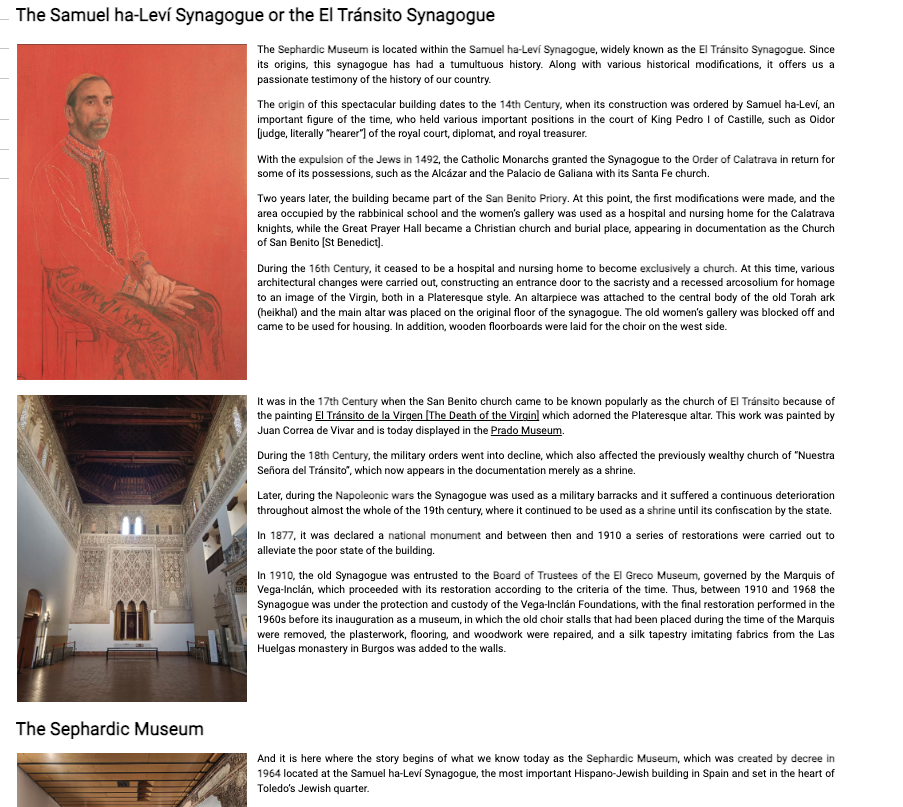 The Samuel ha-Leví Synagogue or the El Tránsito Synagogue
The Sephardic Museum is located within the Samuel ha-Leví Synagogue, widely known as the El Tránsito Synagogue. Since
its origins, this synagogue has had a tumultuous history. Along with various historical modifications, it offers us a
passionate testimony of the history of our country.
The origin of this spectacular building dates to the 14th Century, when its construction was ordered by Samuel ha-Leví, an
important figure of the time, who held various important positions in the court of King Pedro I of Castille, such as Oidor
[judge, literally “hearer”] of the royal court, diplomat, and royal treasurer.
With the expulsion of the Jews in 1492, the Catholic Monarchs granted the Synagogue to the Order of Calatrava in return for
some of its possessions, such as the Alcázar and the Palacio de Galiana with its Santa Fe church.
Two years later, the building became part of the San Benito Priory. At this point, the first modifications were made, and the
area occupied by the rabbinical school and the women’s gallery was used as a hospital and nursing home for the Calatrava
knights, while the Great Prayer Hall became a Christian church and burial place, appearing in documentation as the Church
of San Benito [St Benedict].
During the 16th Century, it ceased to be a hospital and nursing home to become exclusively a church. At this time, various
architectural changes were carried out, constructing an entrance door to the sacristy and a recessed arcosolium for homage
to an image of the Virgin, both in a Plateresque style. An altarpiece was attached to the central body of the old Torah ark
(heikhal) and the main altar was placed on the original floor of the synagogue. The old women’s gallery was blocked off and
came to be used for housing. In addition, wooden floorboards were laid for the choir on the west side.
It was in the 17th Century when the San Benito church came to be known popularly as the church of El Tránsito because of
the painting El Tránsito de la Virgen [The Death of the Virgin] which adorned the Plateresque altar. This work was painted by
Juan Correa de Vivar and is today displayed in the Prado Museum.
During the 18th Century, the military orders went into decline, which also affected the previously wealthy church of “Nuestra
Señora del Tránsito”, which now appears in the documentation merely as a shrine.
Later, during the Napoleonic wars the Synagogue was used as a military barracks and it suffered a continuous deterioration
throughout almost the whole of the 19th century, where it continued to be used as a shrine until its confiscation by the state.
In 1877, it was declared a national monument and between then and 1910 a series of restorations were carried out to
alleviate the poor state of the building.
In 1910, the old Synagogue was entrusted to the Board of Trustees of the El Greco Museum, governed by the Marquis of
Vega-Inclán, which proceeded with its restoration according to the criteria of the time. Thus, between 1910 and 1968 the
Synagogue was under the protection and custody of the Vega-Inclán Foundations, with the final restoration performed in the
1960s before its inauguration as a museum, in which the old choir stalls that had been placed during the time of the Marquis
were removed, the plasterwork, flooring, and woodwork were repaired, and a silk tapestry imitating fabrics from the Las
Huelgas monastery in Burgos was added to the walls.
The Sephardic Museum
And it is here where the story begins of what we know today as the Sephardic Museum, which was created by decree in
1964 located at the Samuel ha-Leví Synagogue, the most important Hispano-Jewish building in Spain and set in the heart of
Toledo’s Jewish quarter.